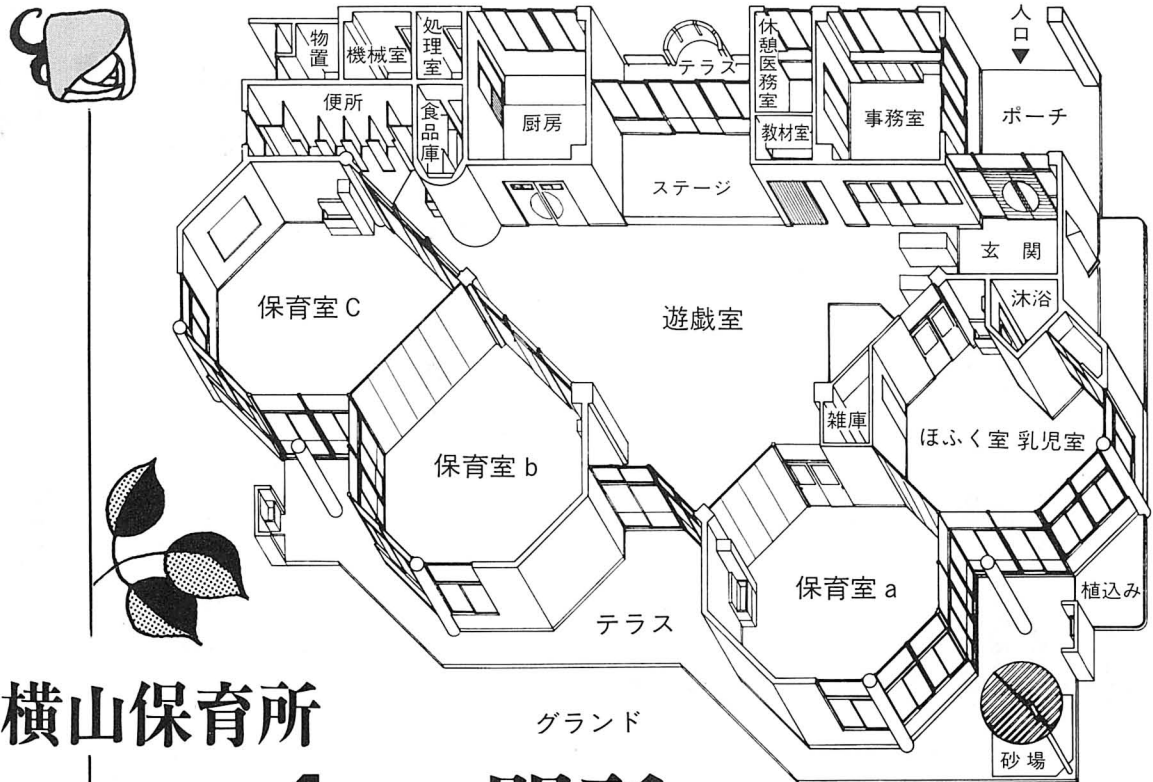 入口▼
物置
機械室
処理室
テラス
休憩医務室
便所
食品庫
厨房
教材室
事務室
ポーチ
ステージ
玄関
保育室 C
遊戯室
沐浴
雑庫
ほふく室 乳児室
保育室 b
保育室 a
植込み
テラス
横山保育所
グランド
砂場